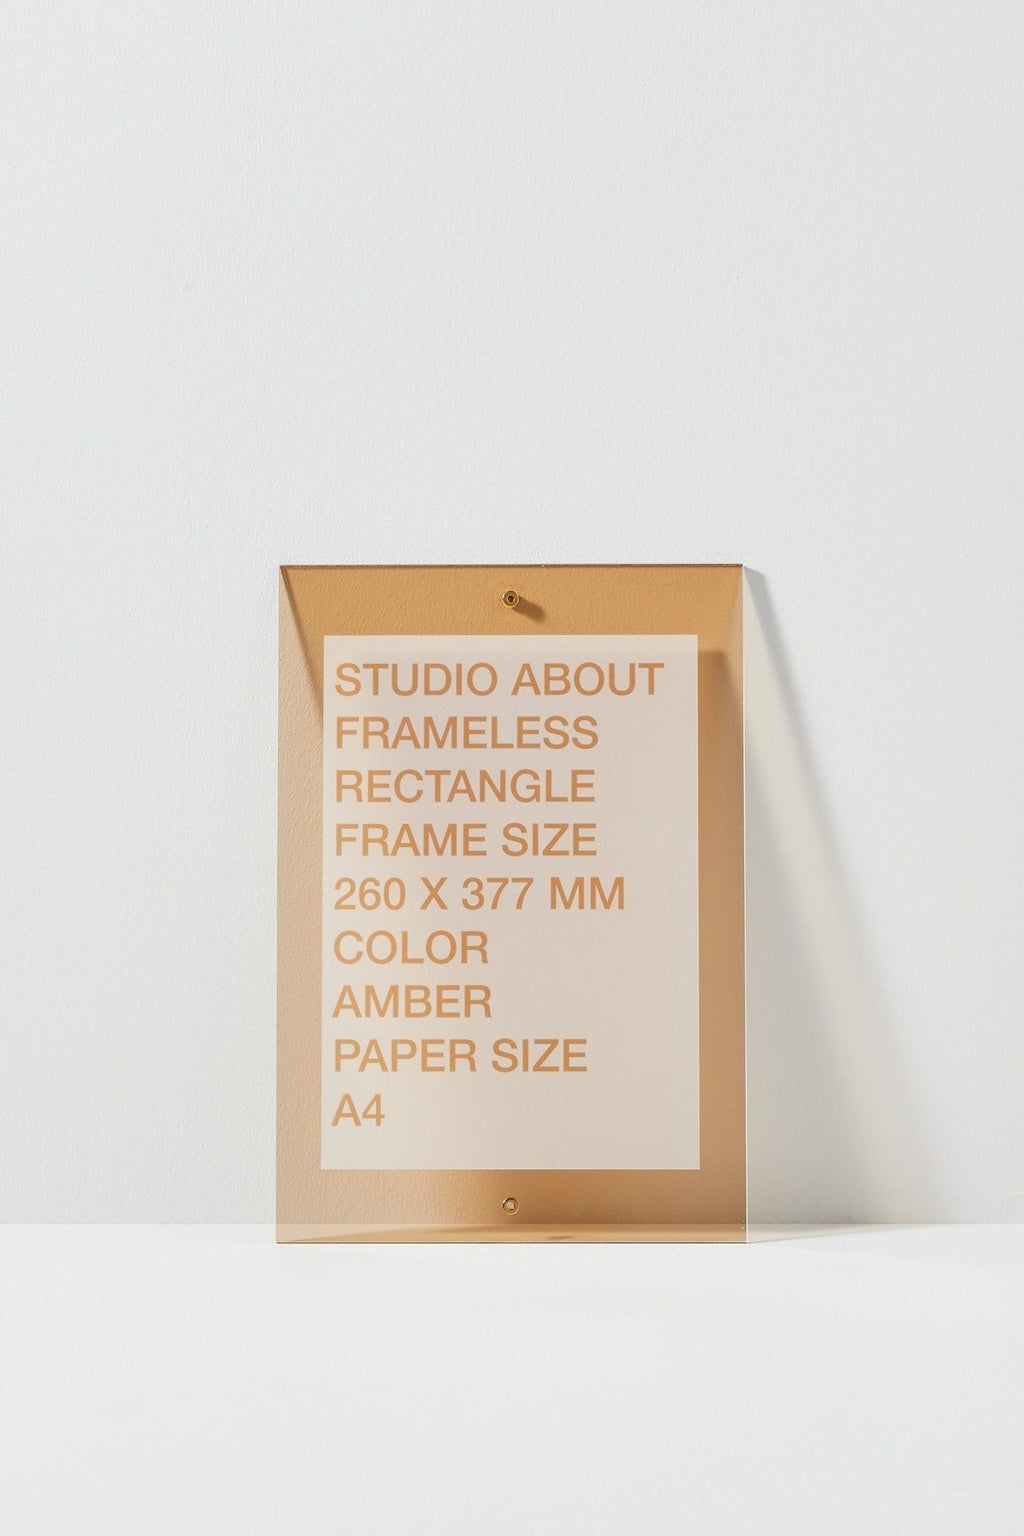 STUDIO ABOUT
FRAMELESS
RECTANGLE
FRAME SIZE
260 X 377 MM
COLOR
AMBER
PAPER SIZE
A4